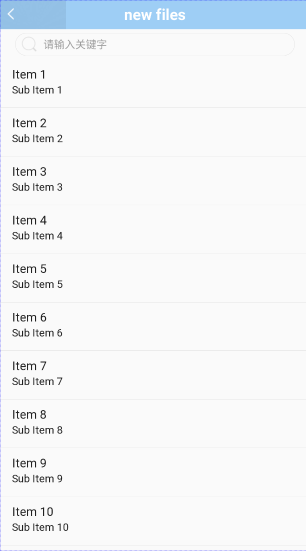 new files
请输入关键字
Item 1
Sub Item 1
Item 2
Sub Item 2
Item 3
Sub Item 3
Item 4
Sub Item 4
Item 5
Sub Item 5
Item 6
Sub Item 6
Item 7
Sub Item 7
Item 8
Sub Item 8
Item 9
Sub Item 9
Item 10
Sub Item 10